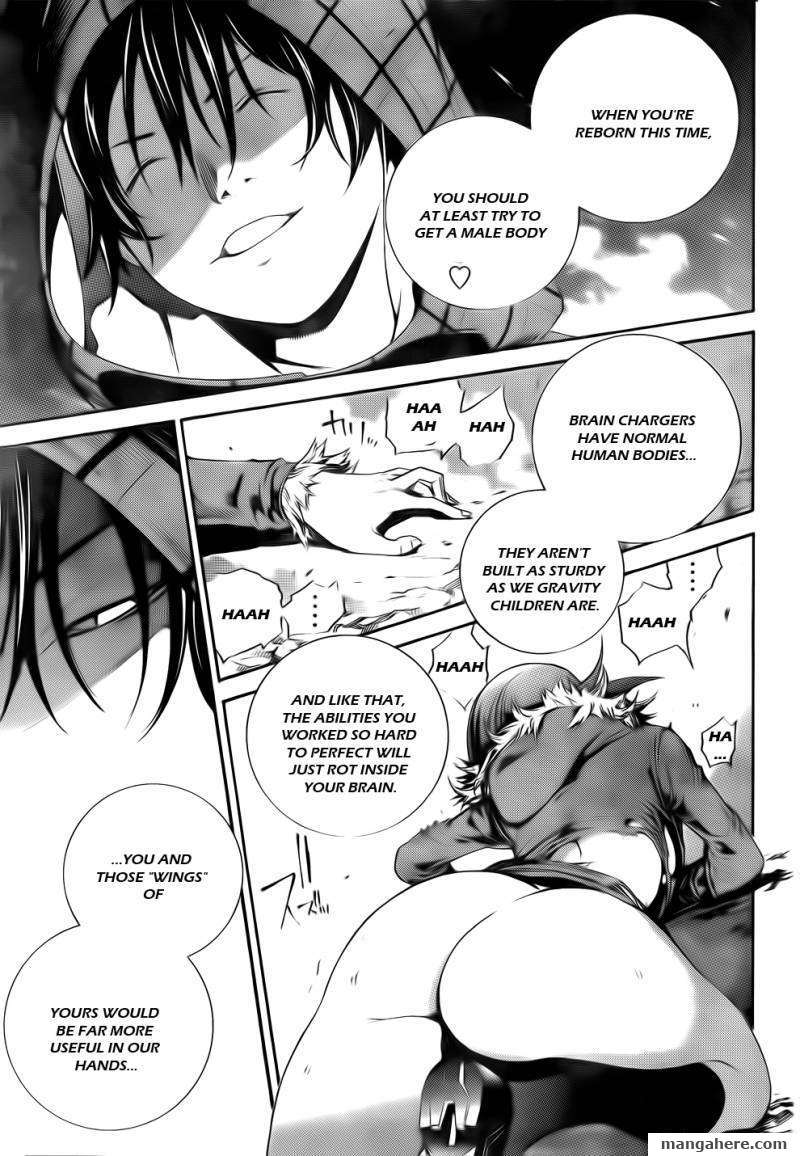 WHEN YOU'RE
REBORN THIS TIME,
YOU SHOULD
AT LEAST TRY TO
GET A MALE BODY
♡
BRAIN CHARGERS
HAVE NORMAL
HUMAN BODIES...
HAA
AH
HAH
THEY AREN'T
BUILT AS STURDY
AS WE GRAVITY
CHILDREN ARE.
HAAH
HAAH
HAAH
HA
...
AND LIKE THAT,
THE ABILITIES YOU
WORKED SO HARD
TO PERFECT WILL
JUST ROT INSIDE
YOUR BRAIN.
...YOU AND
THOSE "WINGS"
OF
YOURS WOULD
BE FAR MORE
USEFUL IN OUR
HANDS...
mangahere.com